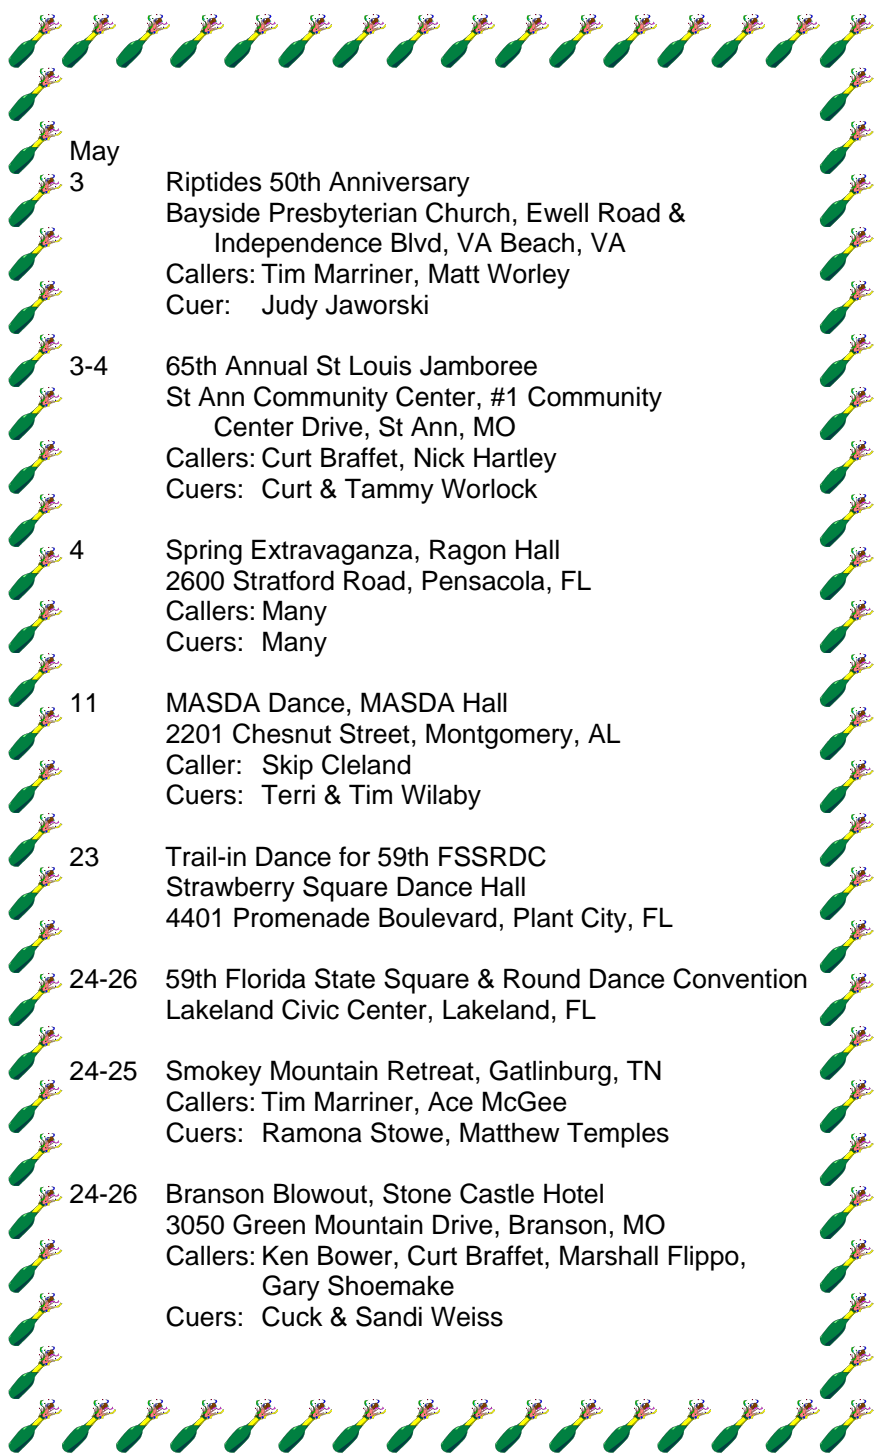 May
3 Riptides 50th Anniversary
Bayside Presbyterian Church, Ewell Road &
Independence Blvd, VA Beach, VA
Callers: Tim Marriner, Matt Worley
Cuer: Judy Jaworski
3-4 65th Annual St Louis Jamboree
St Ann Community Center, #1 Community
Center Drive, St Ann, MO
Callers: Curt Braffet, Nick Hartley
Cuers: Curt & Tammy Worlock
4 Spring Extravaganza, Ragon Hall
2600 Stratford Road, Pensacola, FL
Callers: Many
Cuers: Many
11 MASDA Dance, MASDA Hall
2201 Chesnut Street, Montgomery, AL
Caller: Skip Cleland
Cuers: Terri & Tim Wilaby
23 Trail-in Dance for 59th FSSRDC
Strawberry Square Dance Hall
4401 Promenade Boulevard, Plant City, FL
24-26 59th Florida State Square & Round Dance Convention
Lakeland Civic Center, Lakeland, FL
24-25 Smokey Mountain Retreat, Gatlinburg, TN
Callers: Tim Marriner, Ace McGee
Cuers: Ramona Stowe, Matthew Temples
24-26 Branson Blowout, Stone Castle Hotel
3050 Green Mountain Drive, Branson, MO
Callers: Ken Bower, Curt Braffet, Marshall Flippo,
Gary Shoemake
Cuers: Cuck & Sandi Weiss